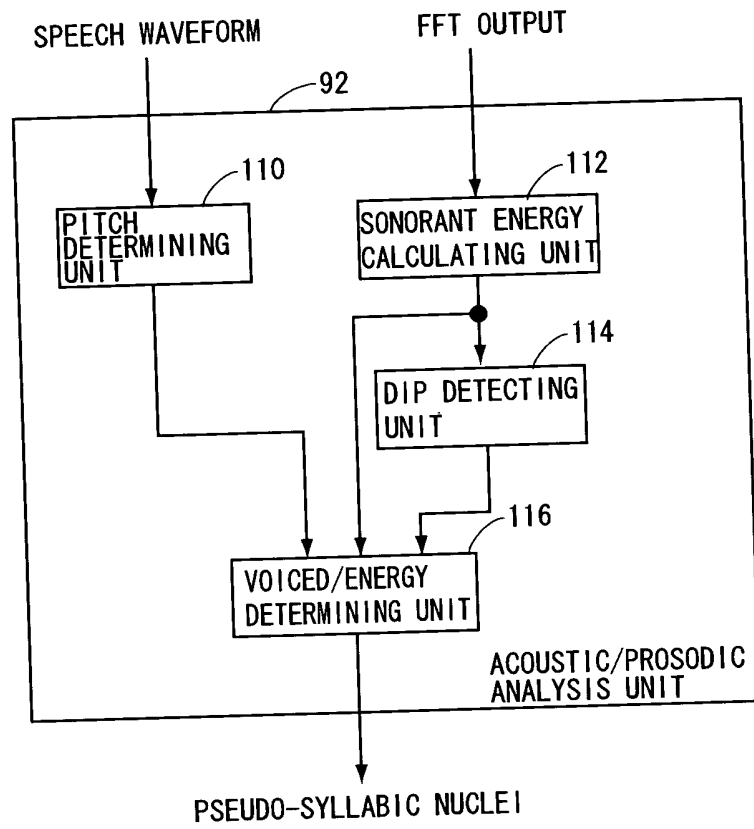 SPEECH WAVEFORM
FFT OUTPUT
92
110
112
PITCH
DETERMINING
UNIT
SONORANT ENERGY
CALCULATING UNIT
114
DIP DETECTING
UNIT
116
VOICED/ENERGY
DETERMINING UNIT
ACOUSTIC/PROSODIC
ANALYSIS UNIT
PSEUDO-SYLLABIC NUCLEI